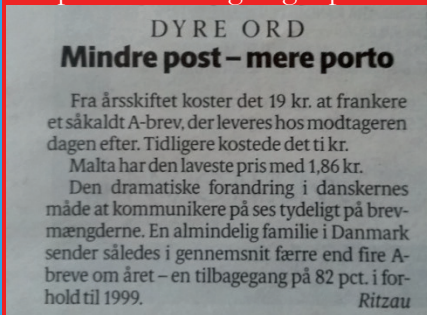 DYRE ORD
Mindre post – mere porto
Fra årsskiftet koster det 19 kr. at frankere
et såkaldt A-brev, der leveres hos modtageren
dagen efter. Tidligere kostede det ti kr.
Malta har den laveste pris med 1,86 kr.
Den dramatiske forandring i danskernes
måde at kommunikere på ses tydeligt på brev-
mængderne. En almindelig familie i Danmark
sender således i gennemsnit færre end fire A-
breve om året – en tilbagegang på 82 pct. i for-
hold til 1999.
Ritzau